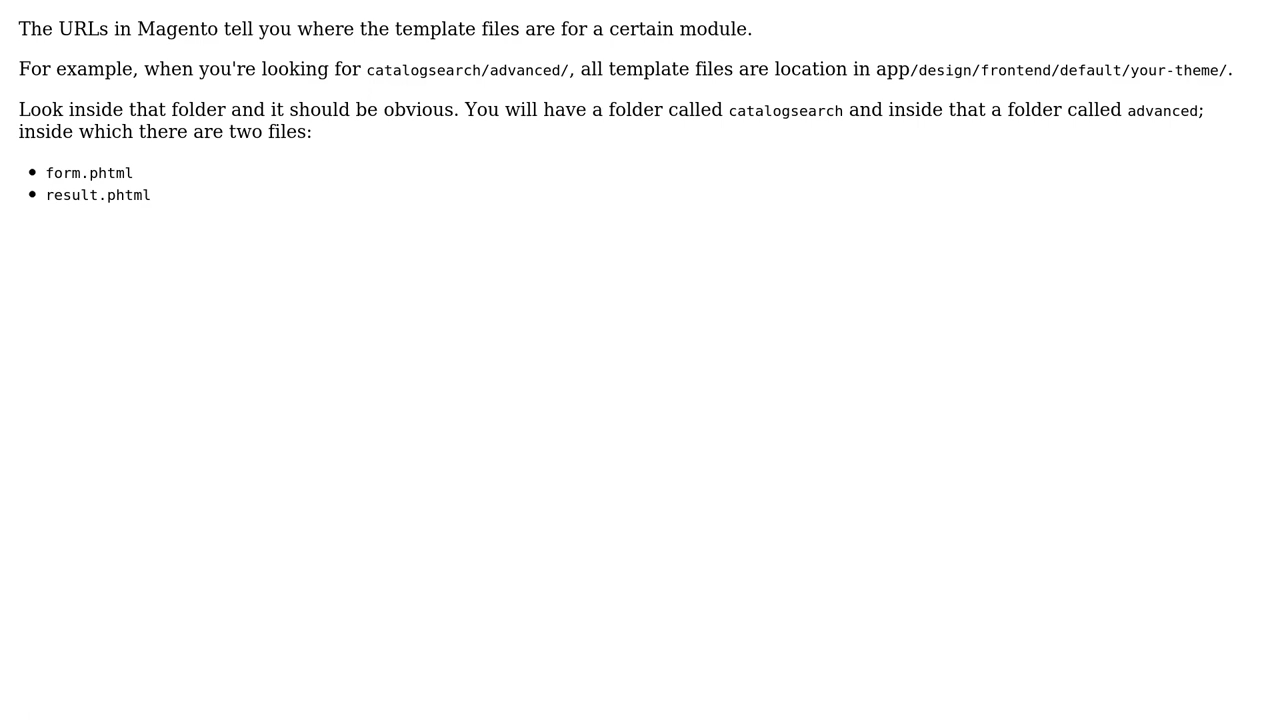 The URLs in Magento tell you where the template files are for a certain module.
For example, when you're looking for catalogsearch/advanced/, all template files are location in app/design/frontend/default/your-theme/.
Look inside that folder and it should be obvious. You will have a folder called catalogsearch and inside that a folder called advanced;
inside which there are two files:
• form.phtml
• result.phtml